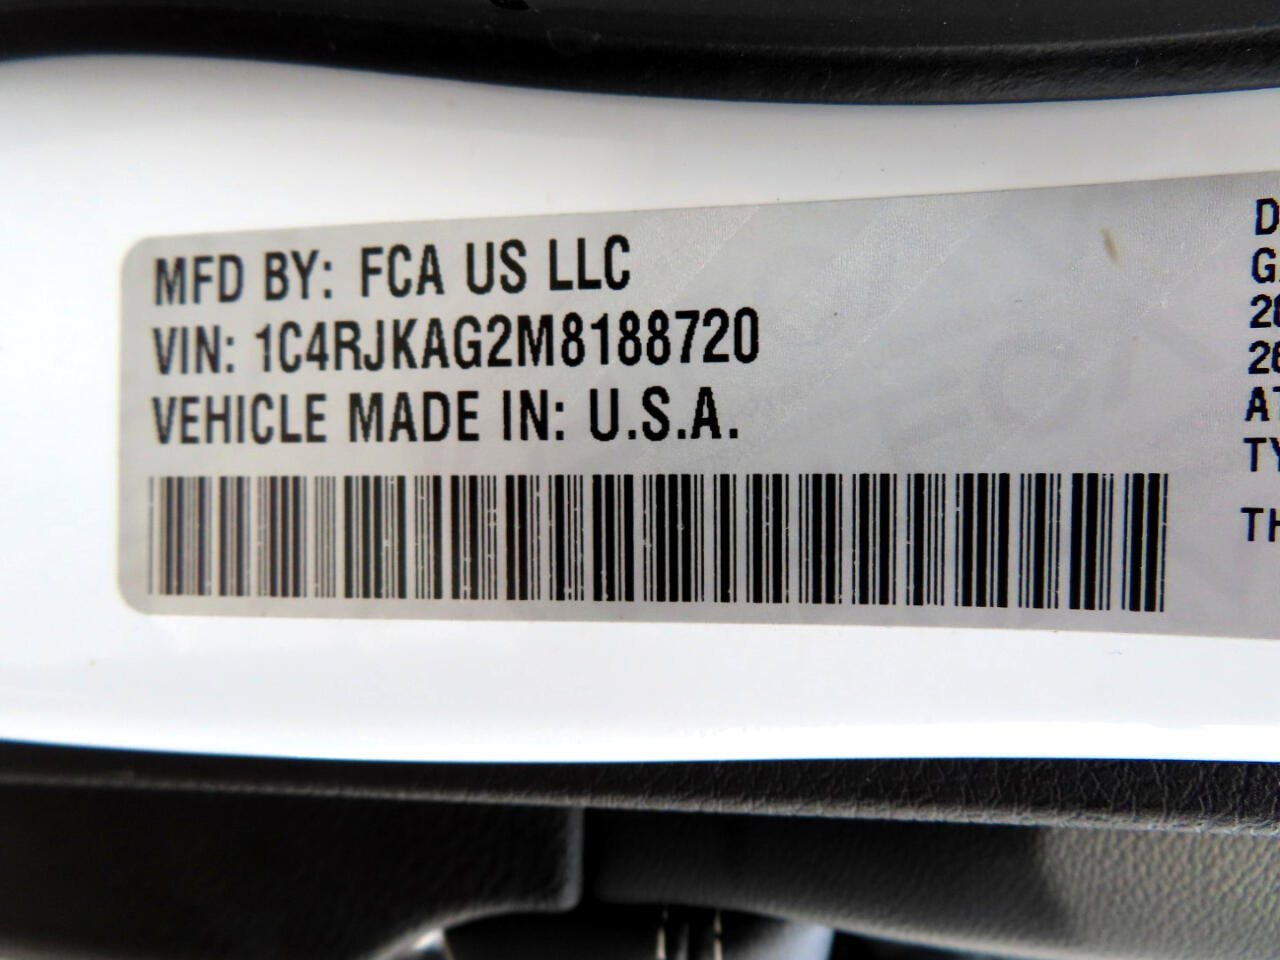 MFD BY: FCA US LLC
VIN: 1C4RJKAG2M8188720
VEHICLE MADE IN: U.S.A.